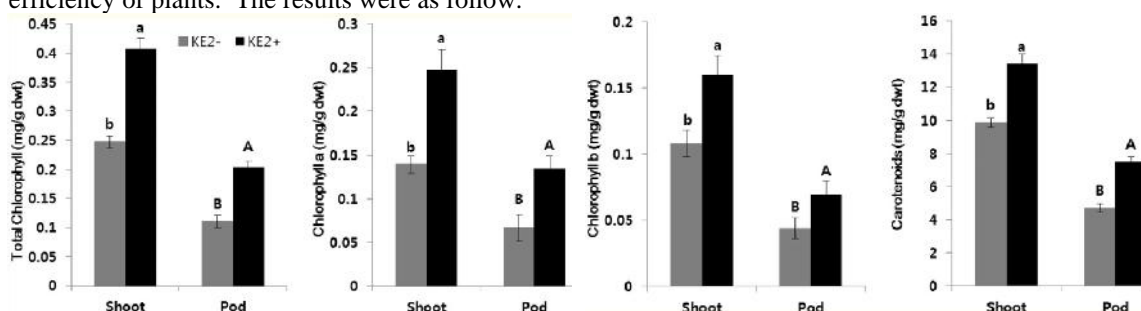 efficiency of plants. The results were as follow:
Total Chlorophyll (mg/g dwt)
0.45
0.4
0.35
0.3
0.25
0.2
0.15
0.1
0.05
0
KE2- KE2+
b
a
B
A
Shoot Pod
Chlorophyll a (mg/g dwt)
0.3
0.25
0.2
0.15
0.1
0.05
0
b
a
B
A
Shoot Pod
Chlorophyll b (mg/g dwt)
0.2
0.15
0.1
0.05
0
b
a
B
A
Shoot Pod
Carotenoids (mg/g dwt)
16
14
12
10
8
6
4
2
0
b
a
B
A
Shoot Pod